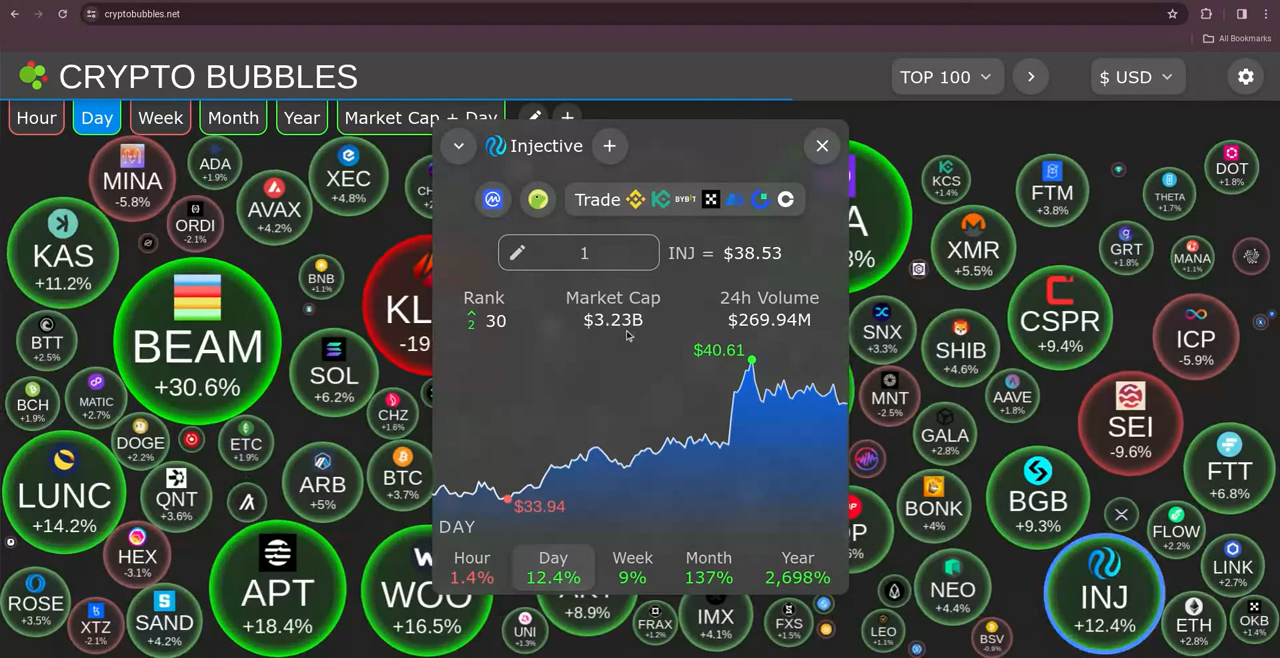 cryptobubbles.net
All Bookmarks
CRYPTO BUBBLES
TOP 100
$ USD
Hour
Day
Week
Month
Year
Market Cap + Day
Injective
Trade
BYBIT
1
INJ = $38.53
Rank
Market Cap
24h Volume
2
30
$3.23B
$269.94M
$40.61
$33.94
DAY
Hour
Day
Week
Month
Year
1.4%
12.4%
9%
137%
2,698%
MINA
-5.8%
ADA
+1.9%
XEC
+4.8%
AVAX
+4.2%
ORDI
-2.1%
KAS
+11.2%
BNB
+1.1%
BEAM
+30.6%
KL
-19
BTT
+2.5%
SOL
+6.2%
BCH
+1.9%
MATIC
+2.7%
CHZ
+1.6%
DOGE
+2.2%
ETC
+1.9%
LUNC
+14.2%
QNT
+3.6%
ARB
+5%
BTC
+3.7%
HEX
-3.1%
ROSE
+3.5%
XTZ
-2.1%
SAND
+4.2%
APT
+18.4%
WOO
+16.5%
UNI
+1.3%
+8.9%
FRAX
+1.2%
IMX
+4.1%
FXS
+1.5%
KCS
+1.4%
FTM
+3.8%
THETA
+1.7%
DOT
+1.8%
A
3%
XMR
+5.5%
GRT
+1.8%
MANA
+1.1%
SNX
+3.3%
SHIB
+4.6%
CSPR
+9.4%
ICP
-5.9%
MNT
-2.5%
AAVE
+1.8%
GALA
+2.8%
SEI
-9.6%
FTT
+6.8%
BONK
+4%
BGB
+9.3%
OP
6%
FLOW
+2.2%
LINK
+2.7%
NEO
+4.4%
INJ
+12.4%
LEO
+1.1%
BSV
-0.9%
ETH
+2.8%
OKB
+1.4%